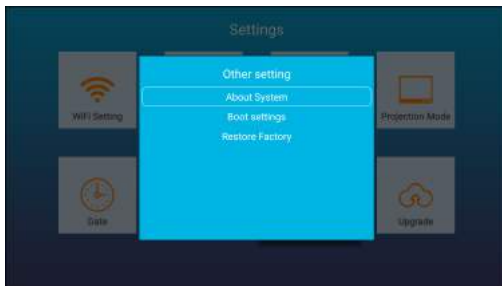 Settings
Other setting
About System
Boot settings
Restore Factory
WiFi Setting
Projection Mode
Date
Upgrade